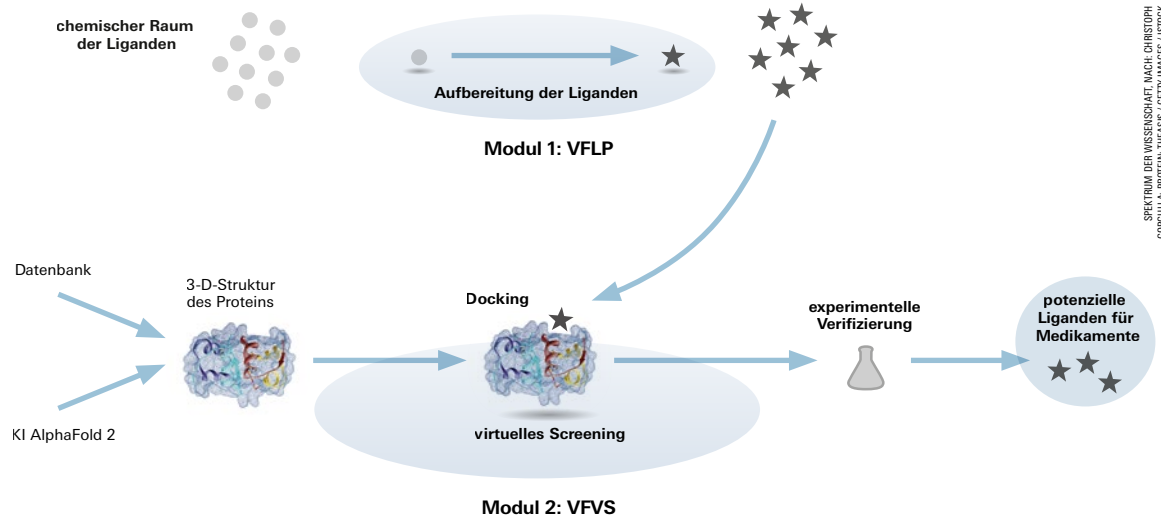 chemischer Raum
der Liganden
Aufbereitung der Liganden
Modul 1: VFLP
SPEKTRUM DER WISSENSCHAFT, NACH: CHRISTOPH
Datenbank
3-D-Struktur
des Proteins
KI AlphaFold 2
Docking
virtuelles Screening
Modul 2: VFVS
experimentelle
Verifizierung
potenzielle
Liganden für
Medikamente